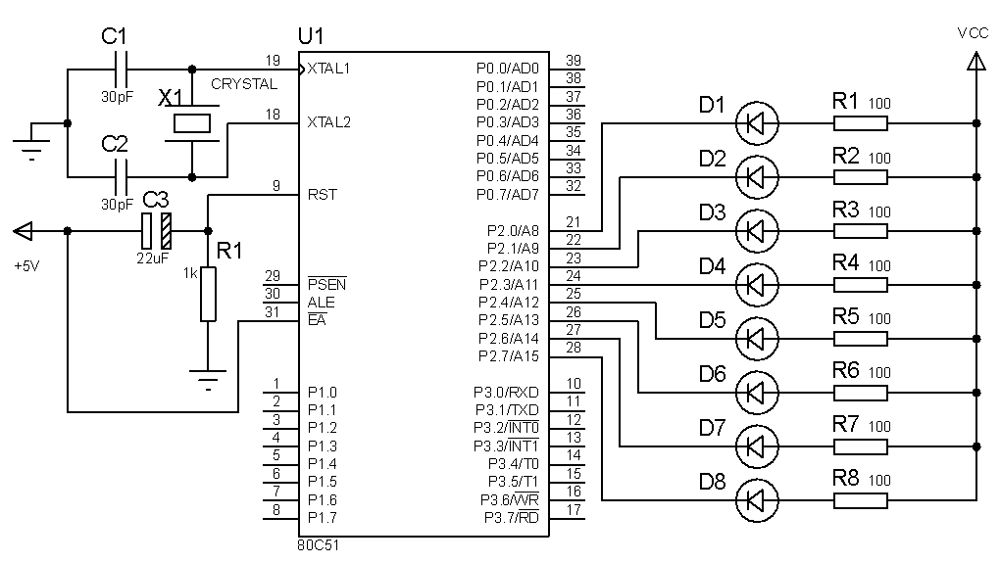 C1
30pF
X1
CRYSTAL
C2
30pF
C3
22uF
+5V
R1
1k
U1
19 XTAL1
18 XTAL2
9 RST
29 PSEN
30 ALE
31 EA
1 P1.0
2 P1.1
3 P1.2
4 P1.3
5 P1.4
6 P1.5
7 P1.6
8 P1.7
P0.0/AD0 39
P0.1/AD1 38
P0.2/AD2 37
P0.3/AD3 36
P0.4/AD4 35
P0.5/AD5 34
P0.6/AD6 33
P0.7/AD7 32
P2.0/A8 21
P2.1/A9 22
P2.2/A10 23
P2.3/A11 24
P2.4/A12 25
P2.5/A13 26
P2.6/A14 27
P2.7/A15 28
P3.0/RXD 10
P3.1/TXD 11
P3.2/INT0 12
P3.3/INT1 13
P3.4/T0 14
P3.5/T1 15
P3.6/WR 16
P3.7/RD 17
80C51
VCC
D1 R1 100
D2 R2 100
D3 R3 100
D4 R4 100
D5 R5 100
D6 R6 100
D7 R7 100
D8 R8 100